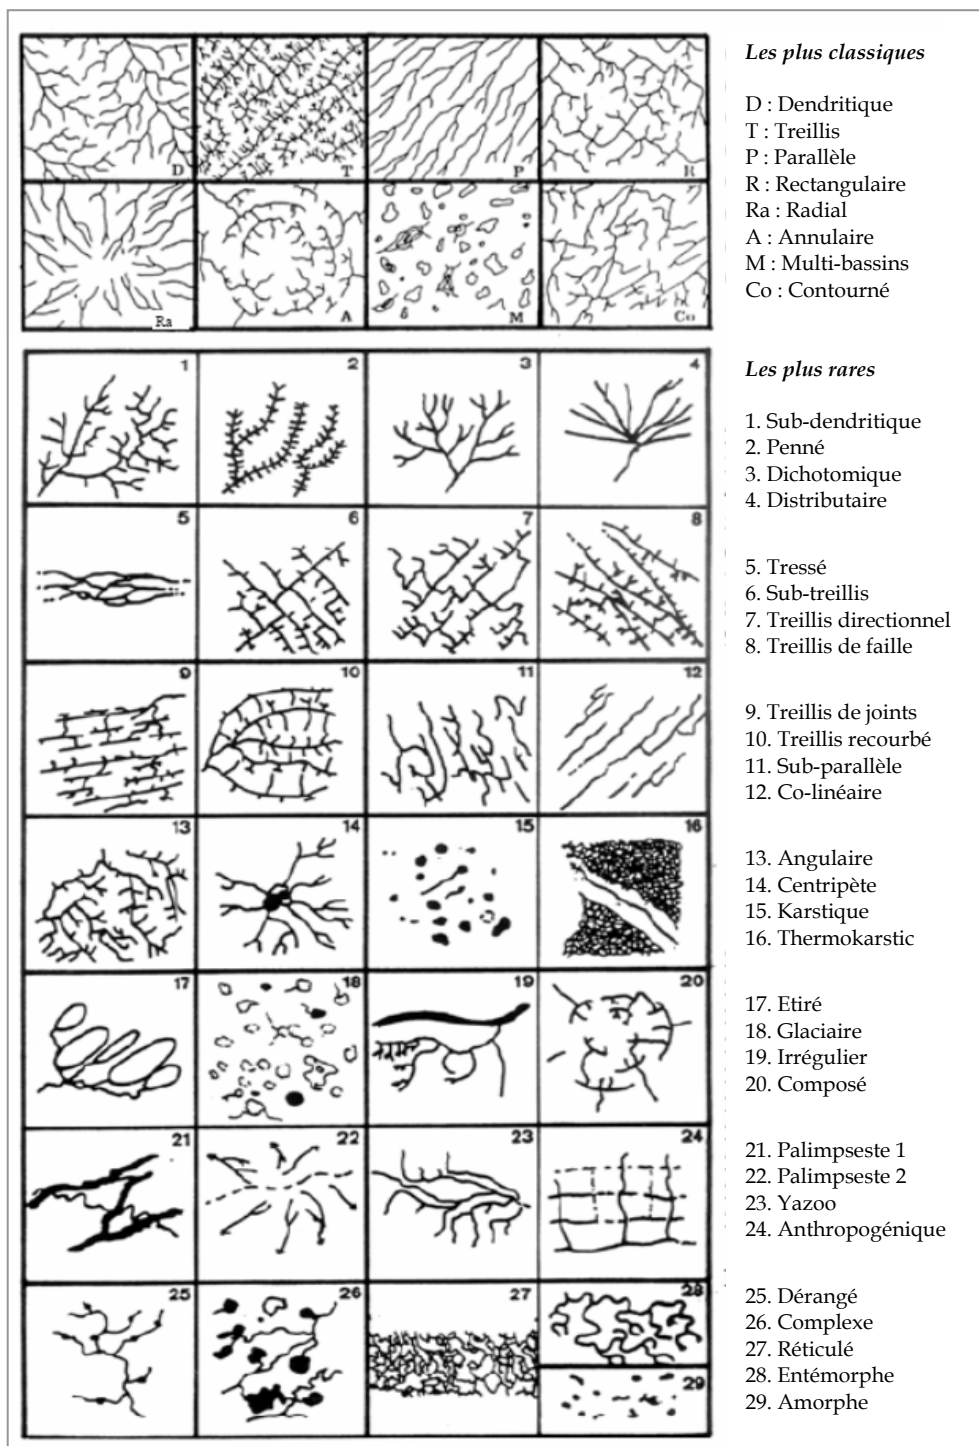 D
T
P
R
Ra
A
M
Co
1
2
3
4
5
6
7
8
9
10
11
12
13
14
15
16
17
18
19
20
21
22
23
24
25
26
27
28
29
Les plus classiques
D : Dendritique
T : Treillis
P : Parallèle
R : Rectangulaire
Ra : Radial
A : Annulaire
M : Multi-bassins
Co : Contourné
Les plus rares
1. Sub-dendritique
2. Penné
3. Dichotomique
4. Distributaire
5. Tressé
6. Sub-treillis
7. Treillis directionnel
8. Treillis de faille
9. Treillis de joints
10. Treillis recourbé
11. Sub-parallèle
12. Co-linéaire
13. Angulaire
14. Centripète
15. Karstique
16. Thermokarstic
17. Etiré
18. Glaciaire
19. Irrégulier
20. Composé
21. Palimpseste 1
22. Palimpseste 2
23. Yazoo
24. Anthropogénique
25. Dérangé
26. Complexe
27. Réticulé
28. Entémorphe
29. Amorphe